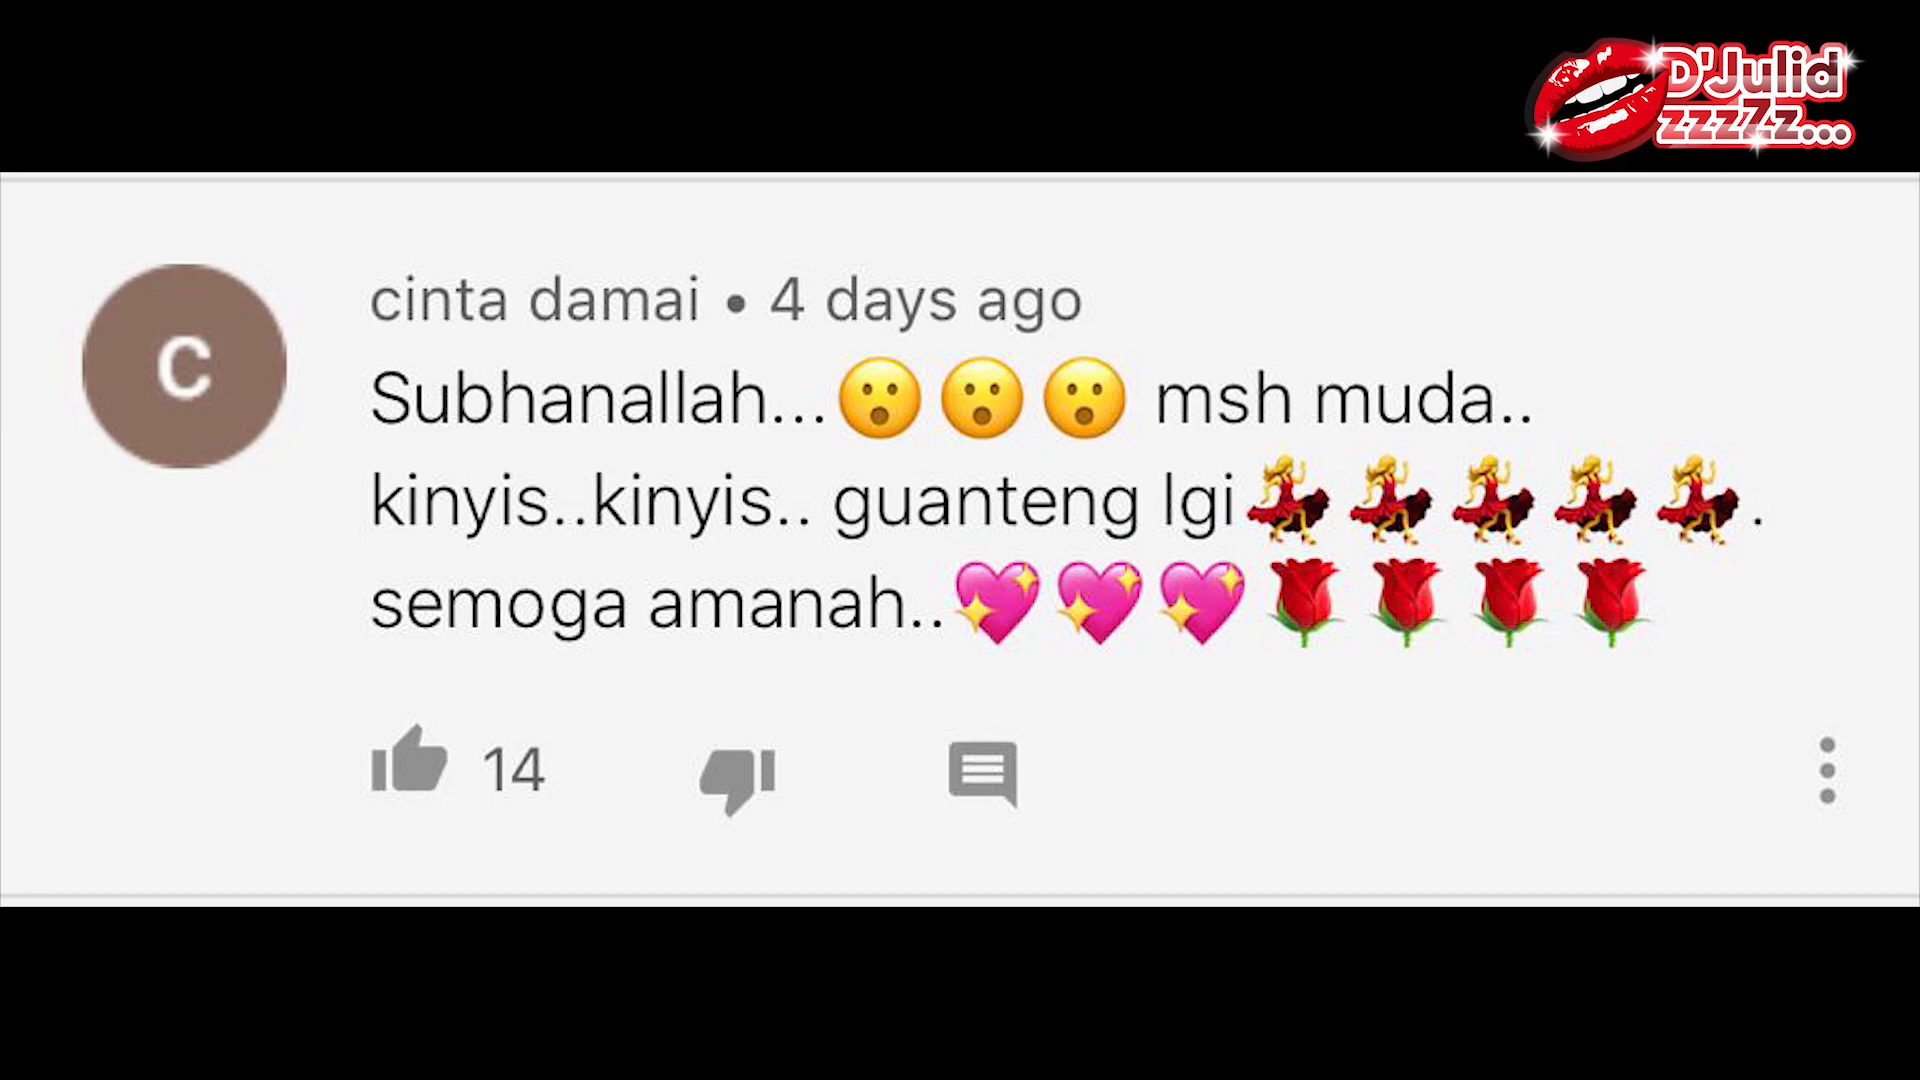 D'Julid
zzzZz...
cinta damai • 4 days ago
C
Subhanallah...😮😮😮 msh muda..
kinyis..kinyis.. guanteng lgi💃💃💃💃💃.
semoga amanah..💖💖💖🌹🌹🌹🌹
14